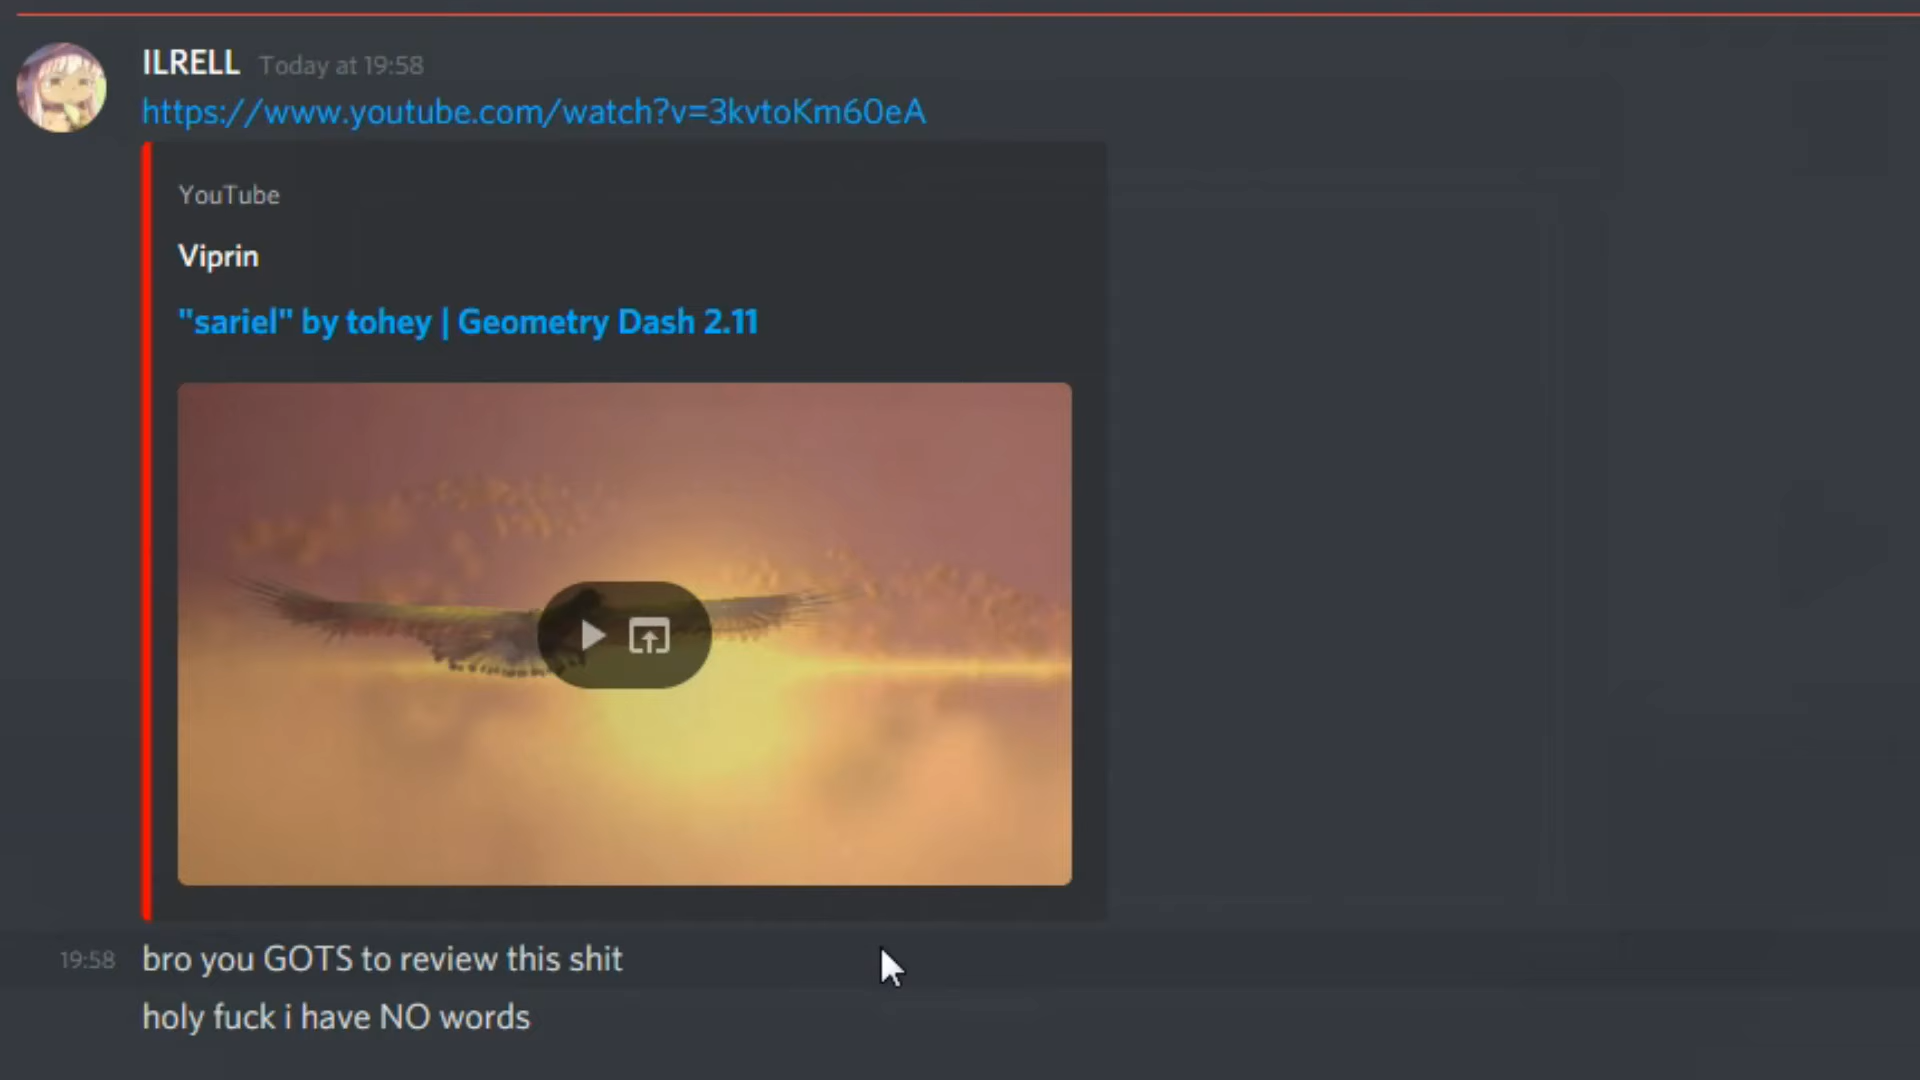 ILRELL Today at 19:58
https://www.youtube.com/watch?v=3kvtoKm60eA
YouTube
Viprin
"sariel" by tohey | Geometry Dash 2.11
19:58 bro you GOTS to review this shit
holy fuck i have NO words